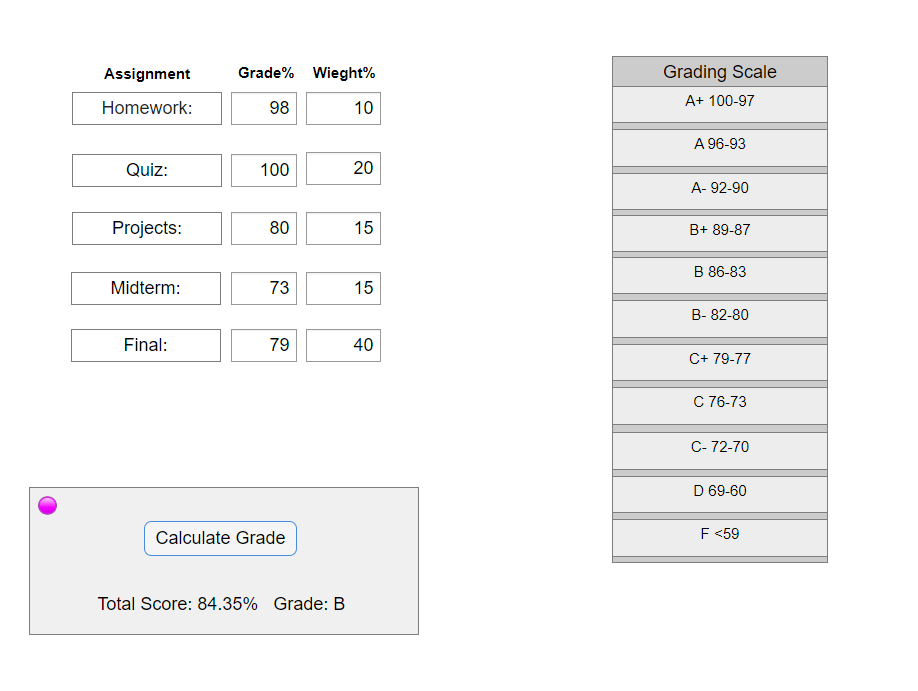 Assignment Grade% Wieght%
Homework: 98 10
Quiz: 100 20
Projects: 80 15
Midterm: 73 15
Final: 79 40
Calculate Grade
Total Score: 84.35% Grade: B
Grading Scale
A+ 100-97
A 96-93
A- 92-90
B+ 89-87
B 86-83
B- 82-80
C+ 79-77
C 76-73
C- 72-70
D 69-60
F <59